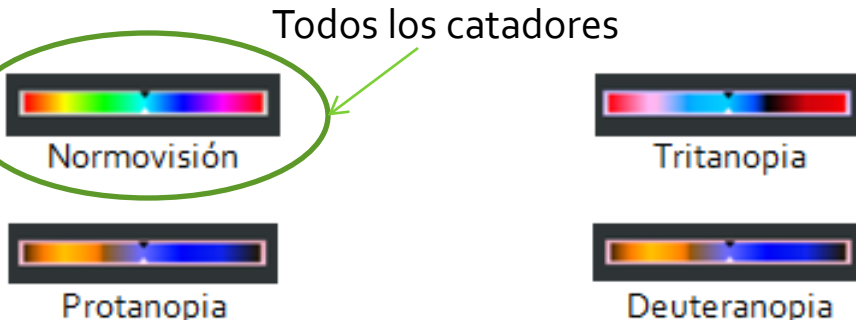 Todos los catadores
Normovisión
Tritanopia
Protanopia
Deuteranopia